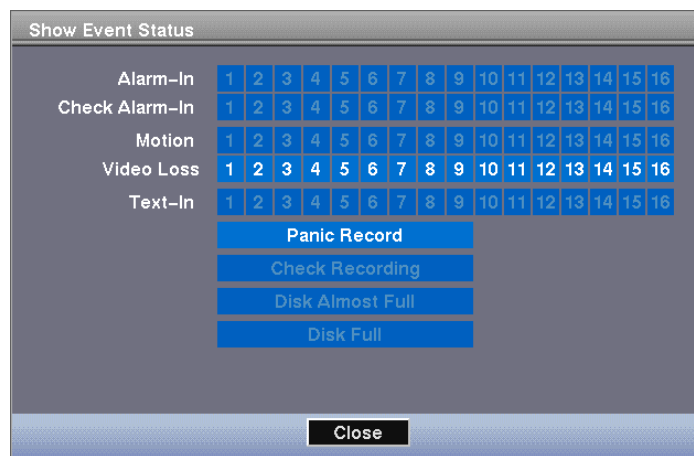 Show Event Status
Alarm-In 1 2 3 4 5 6 7 8 9 10 11 12 13 14 15 16
Check Alarm-In 1 2 3 4 5 6 7 8 9 10 11 12 13 14 15 16
Motion 1 2 3 4 5 6 7 8 9 10 11 12 13 14 15 16
Video Loss 1 2 3 4 5 6 7 8 9 10 11 12 13 14 15 16
Text-In 1 2 3 4 5 6 7 8 9 10 11 12 13 14 15 16
Panic Record
Check Recording
Disk Almost Full
Disk Full
Close